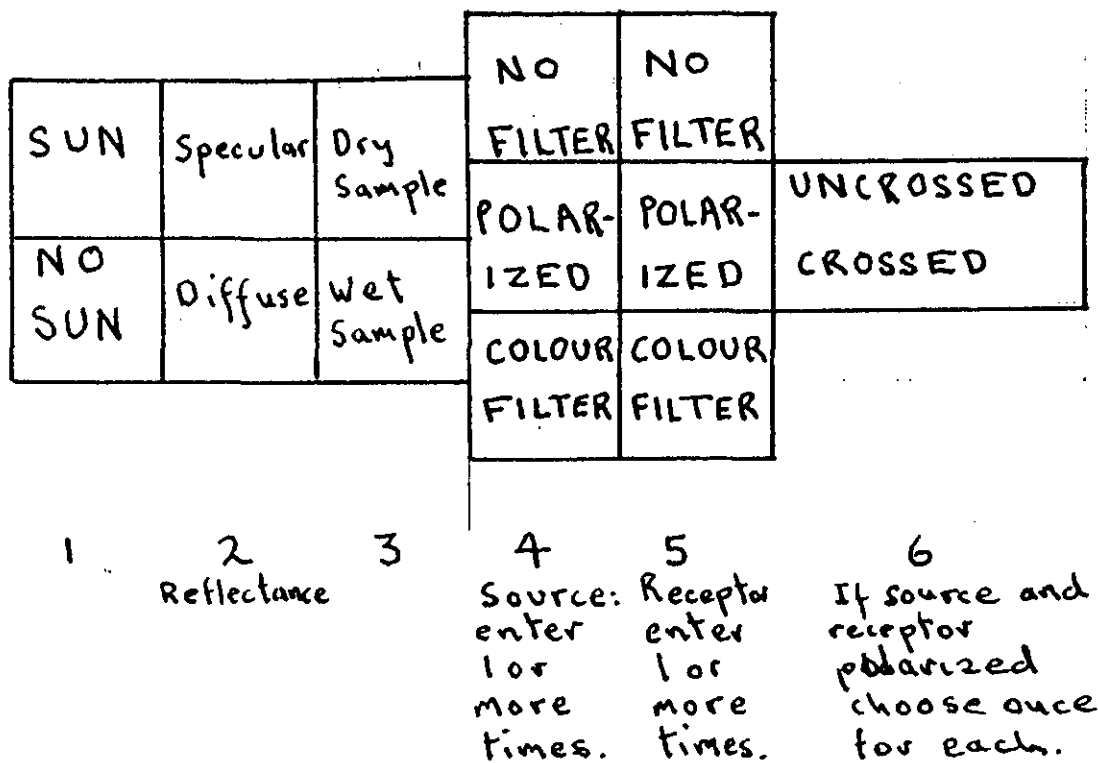 NO NO
FILTER FILTER
SUN Specular Dry
Sample
POLAR-
IZED
POLAR-
IZED
UNCROSSED
CROSSED
NO
SUN
Diffuse Wet
Sample
COLOUR COLOUR
FILTER FILTER
1 2 3 4 5 6
Reflectance
Source:
enter
1 or
more
times.
Receptor
enter
1 or
more
times.
If source and
receptor
polarized
choose once
for each.